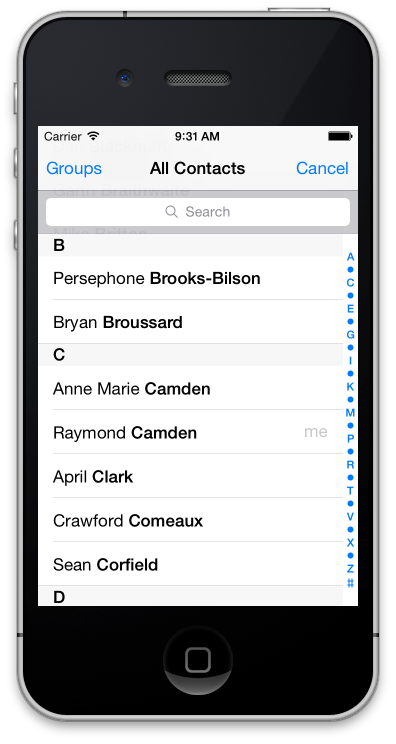 Carrier 9:31 AM
Groups All Contacts Cancel
Search
B
Persephone Brooks-Bilson
Bryan Broussard
C
Anne Marie Camden
Raymond Camden me
April Clark
Crawford Comeaux
Sean Corfield
D
A
C
E
G
I
K
M
P
R
T
V
X
Z
#